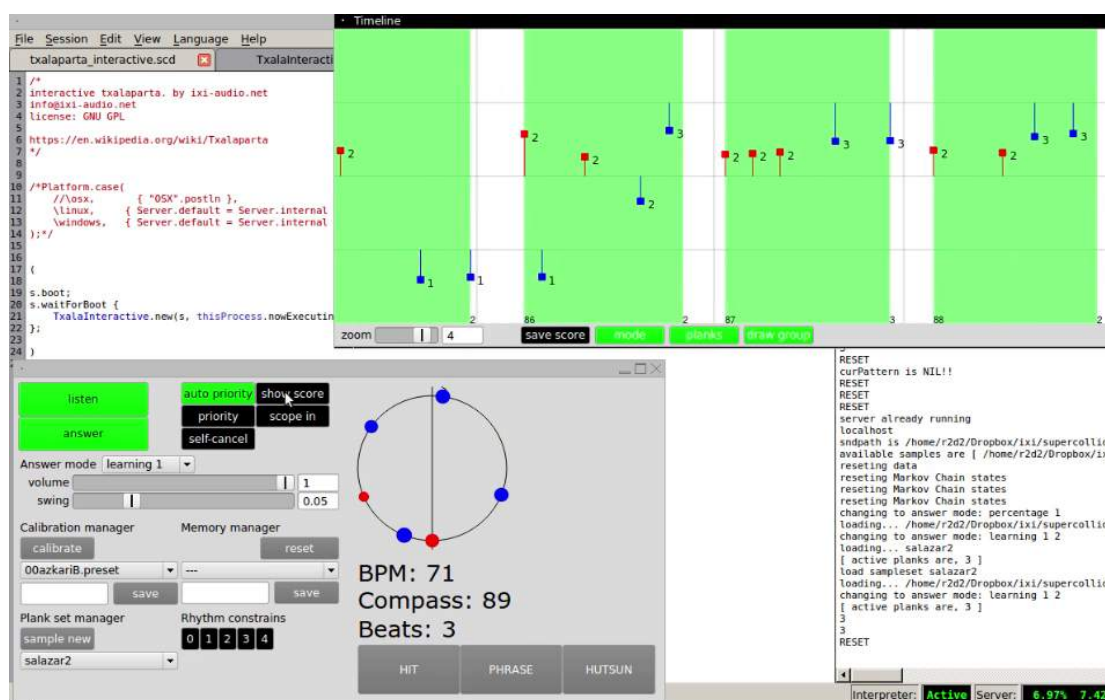 Timeline
File Session Edit View Language Help
txalaparta_interactive.scd
TxalaInteracti
1 /*
2 interactive txalaparta. by ixi-audio.net
3 info@ixi-audio.net
4 license: GNU GPL
5
6 https://en.wikipedia.org/wiki/Txalaparta
7 */
8
9
10 /*Platform.case(
11 //\osx, { "OSX".postln },
12 \linux, { Server.default = Server.internal
13 \windows, { Server.default = Server.internal
14 );*/
15
16
17 (
18
19 s.boot;
20 s.waitForBoot {
21 TxalaInteractive.new(s, thisProcess.nowExecutin
22 };
23
24 )
2 2 2 3 2 2 2 2 3 3 2 2 3 3
1 1 1
2 86 2 87 3 88 2
zoom 4 save score mode planks draw group
listen
answer
auto priority show score
priority scope in
self-cancel
Answer mode learning 1
volume 1
swing 0.05
Calibration manager Memory manager
calibrate reset
00azkariB.preset ---
save save
Plank set manager Rhythm constrains
sample new 0 1 2 3 4
salazar2
BPM: 71
Compass: 89
Beats: 3
HIT PHRASE HUTSUN
RESET
curPattern is NIL!!
RESET
RESET
RESET
server already running
localhost
sndpath is /home/r2d2/Dropbox/ixi/supercollid
available samples are [ /home/r2d2/Dropbox/ix
reseting data
reseting Markov Chain states
reseting Markov Chain states
reseting Markov Chain states
changing to answer mode: percentage 1
loading... /home/r2d2/Dropbox/ixi/supercollid
changing to answer mode: learning 1 2
loading... salazar2
[ active planks are, 3 ]
load sampleset salazar2
loading... /home/r2d2/Dropbox/ixi/supercollid
changing to answer mode: learning 1 2
[ active planks are, 3 ]
3
3
RESET
Interpreter: Active Server: 6.97% 7.42